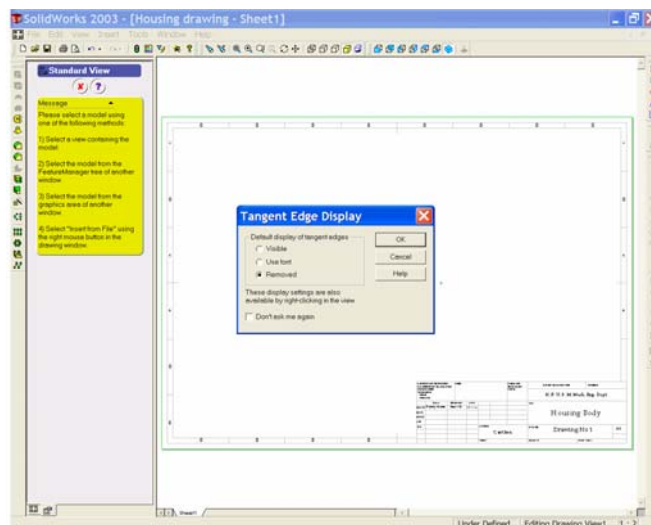 SolidWorks 2003 - [Housing drawing - Sheet1]
File Edit View Insert Tools Window Help
Standard View
Message
Please select a model using
one of the following methods:
1) Select a view containing the
model.
2) Select the model from the
FeatureManager tree of another
window.
3) Select the model from the
graphics area of another
window.
4) Select "Insert from File" using
the right mouse button in the
drawing window.
Tangent Edge Display
Default display of tangent edges
Visible
Use font
Removed
OK
Cancel
Help
These display settings are also
available by right-clicking in the view
Don't ask me again
Housing Body
Drawing No 1
Sheet1
Under Defined Editing Drawing View1 1 : 2